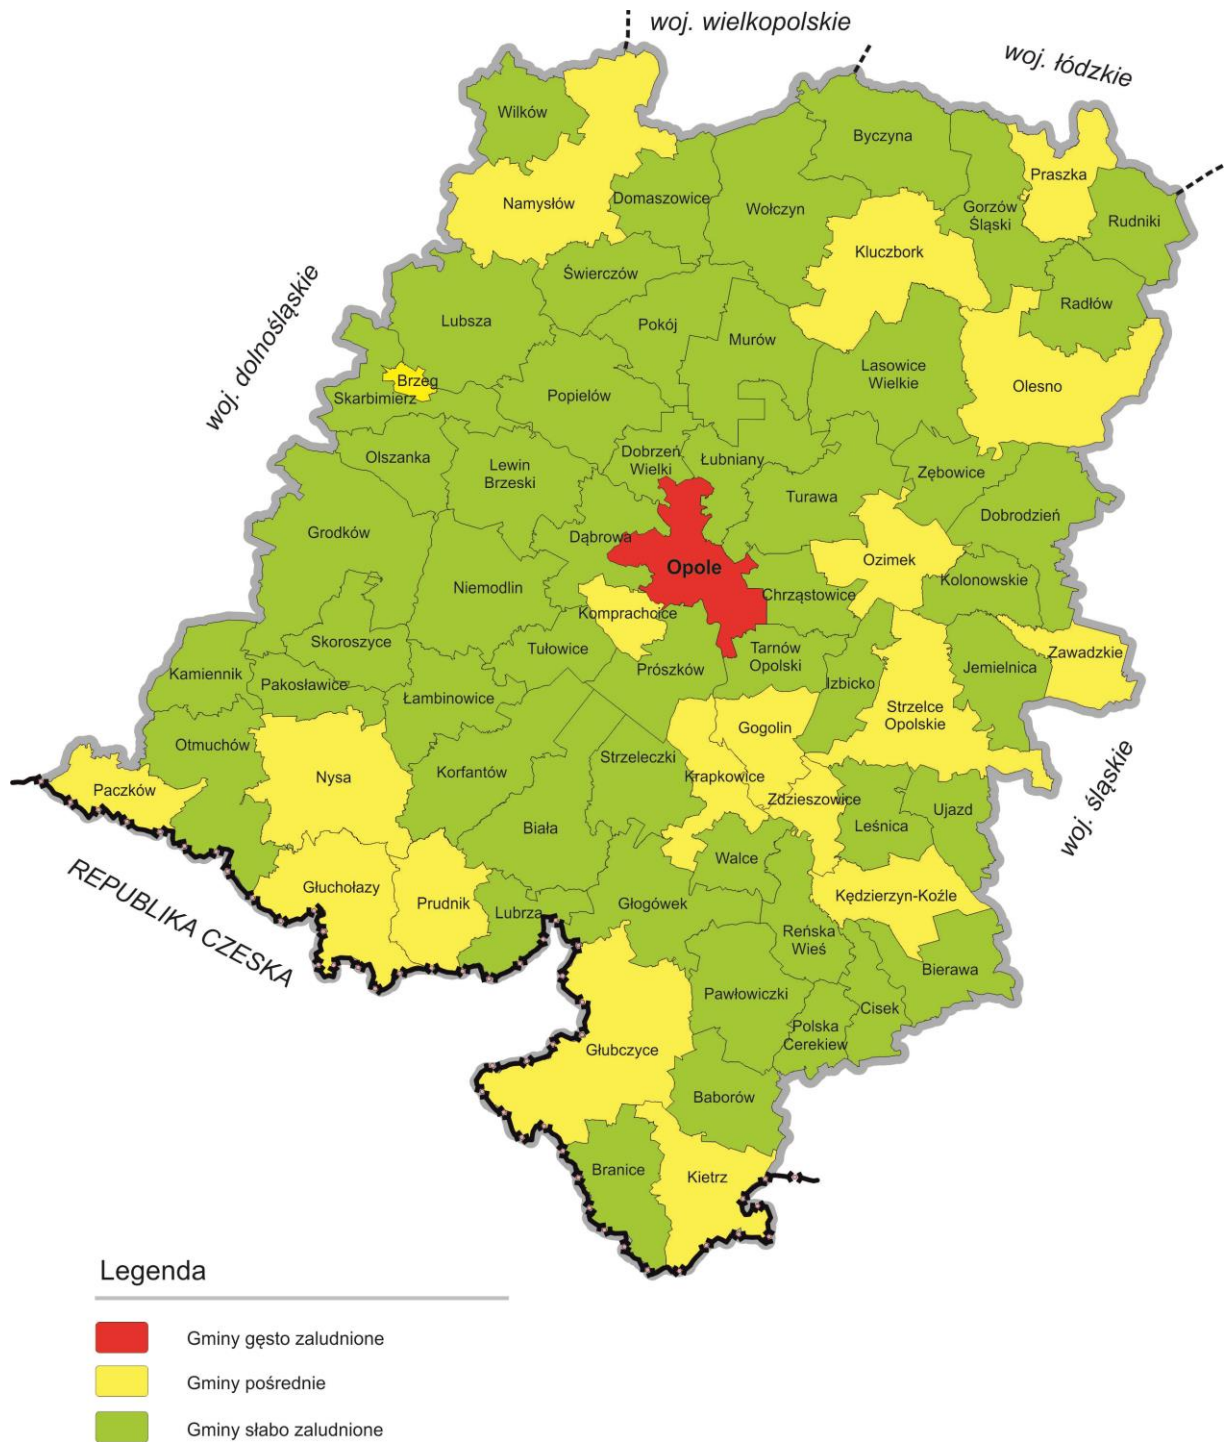 woj. wielkopolskie
woj. łódzkie
Wilków
Byczyna
Praszka
Namysłów
Domaszowice
Wołczyn
Gorzów
Śląski
Rudniki
Kluczbork
Świerczów
Radłów
woj. dolnośląskie
Lubsza
Pokój
Murów
Lasowice
Wielkie
Olesno
Brzeg
Skarbimierz
Popielów
Olszanka
Lewin
Brzeski
Dobrzeń
Wielki
Łubniany
Turawa
Zębowice
Dobrodzień
Grodków
Dąbrowa
Opole
Ozimek
Niemodlin
Chrząstowice
Kolonowskie
Komprachcice
Skoroszyce
Tułowice
Prószków
Tarnów
Opolski
Izbicko
Jemielnica
Zawadzkie
Kamiennik
Pakosławice
Łambinowice
Strzelce
Opolskie
Gogolin
Otmuchów
Nysa
Korfantów
Strzeleczki
Krapkowice
Zdzieszowice
woj. śląskie
Paczków
Biała
Leśnica
Ujazd
Walce
REPUBLIKA CZESKA
Głuchołazy
Prudnik
Lubrza
Głogówek
Kędzierzyn-Koźle
Reńska
Wieś
Bierawa
Pawłowiczki
Cisek
Polska
Cerekiew
Głubczyce
Baborów
Branice
Kietrz
Legenda
Gminy gęsto zaludnione
Gminy pośrednie
Gminy słabo zaludnione